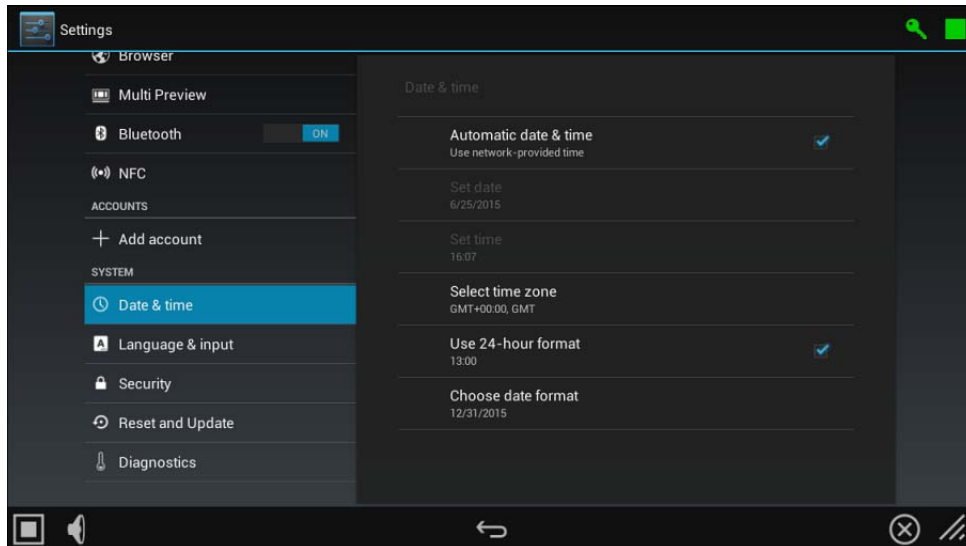 Settings
Browser
Multi Preview
Bluetooth
ON
NFC
ACCOUNTS
Add account
SYSTEM
Date & time
Language & input
Security
Reset and Update
Diagnostics
Date & time
Automatic date & time
Use network-provided time
Set date
6/25/2015
Set time
16:07
Select time zone
GMT+00:00, GMT
Use 24-hour format
13:00
Choose date format
12/31/2015